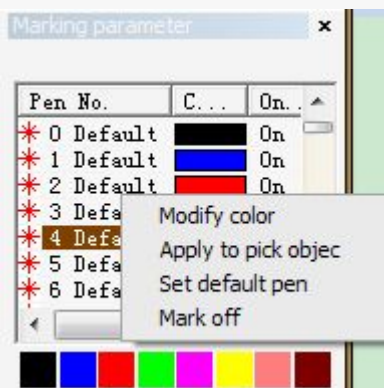 Marking parameter
Pen No. C... On..
0 Default On
1 Default On
2 Default On
3 Defa
4 Defa
5 Defa
6 Defa
Modify color
Apply to pick objec
Set default pen
Mark off